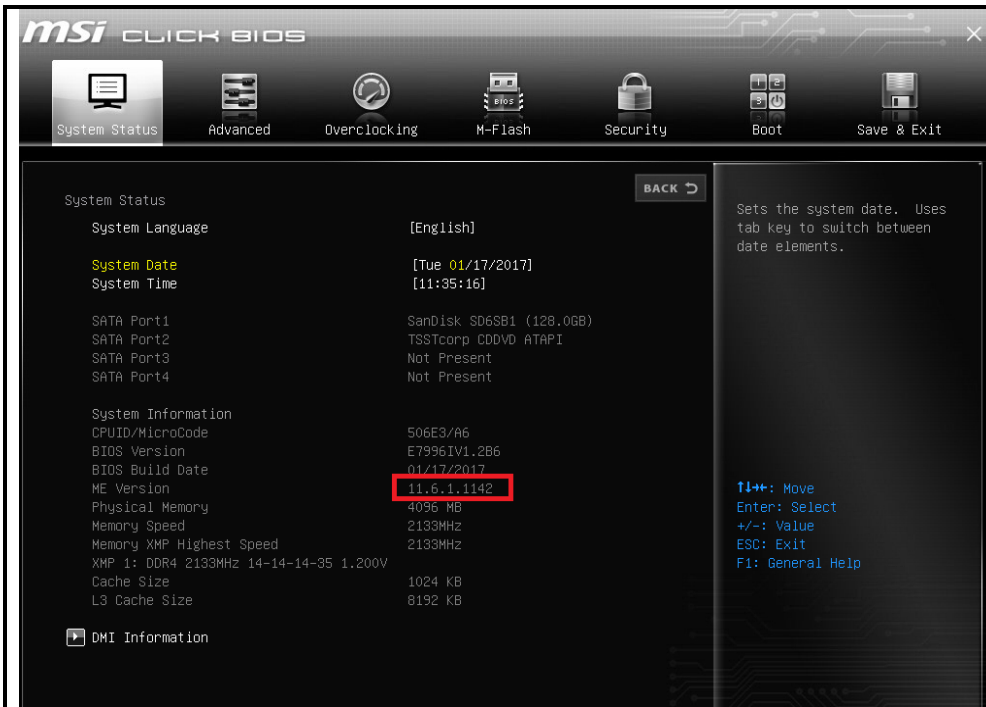 msi CLICK BIOS
System Status
Advanced
Overclocking
BIOS
M-Flash
Security
1 2
3
Boot
Save & Exit
BACK
System Status
System Language [English]
System Date [Tue 01/17/2017]
System Time [11:35:16]
SATA Port1 SanDisk SD6SB1 (128.0GB)
SATA Port2 TSSTcorp CDDVD ATAPI
SATA Port3 Not Present
SATA Port4 Not Present
System Information
CPUID/MicroCode 506E3/A6
BIOS Version E7996IV1.2B6
BIOS Build Date 01/17/2017
ME Version 11.6.1.1142
Physical Memory 4096 MB
Memory Speed 2133MHz
Memory XMP Highest Speed 2133MHz
XMP 1: DDR4 2133MHz 14-14-14-35 1.200V
Cache Size 1024 KB
L3 Cache Size 8192 KB
DMI Information
Sets the system date. Uses
tab key to switch between
date elements.
↑↓→←: Move
Enter: Select
+/-: Value
ESC: Exit
F1: General Help